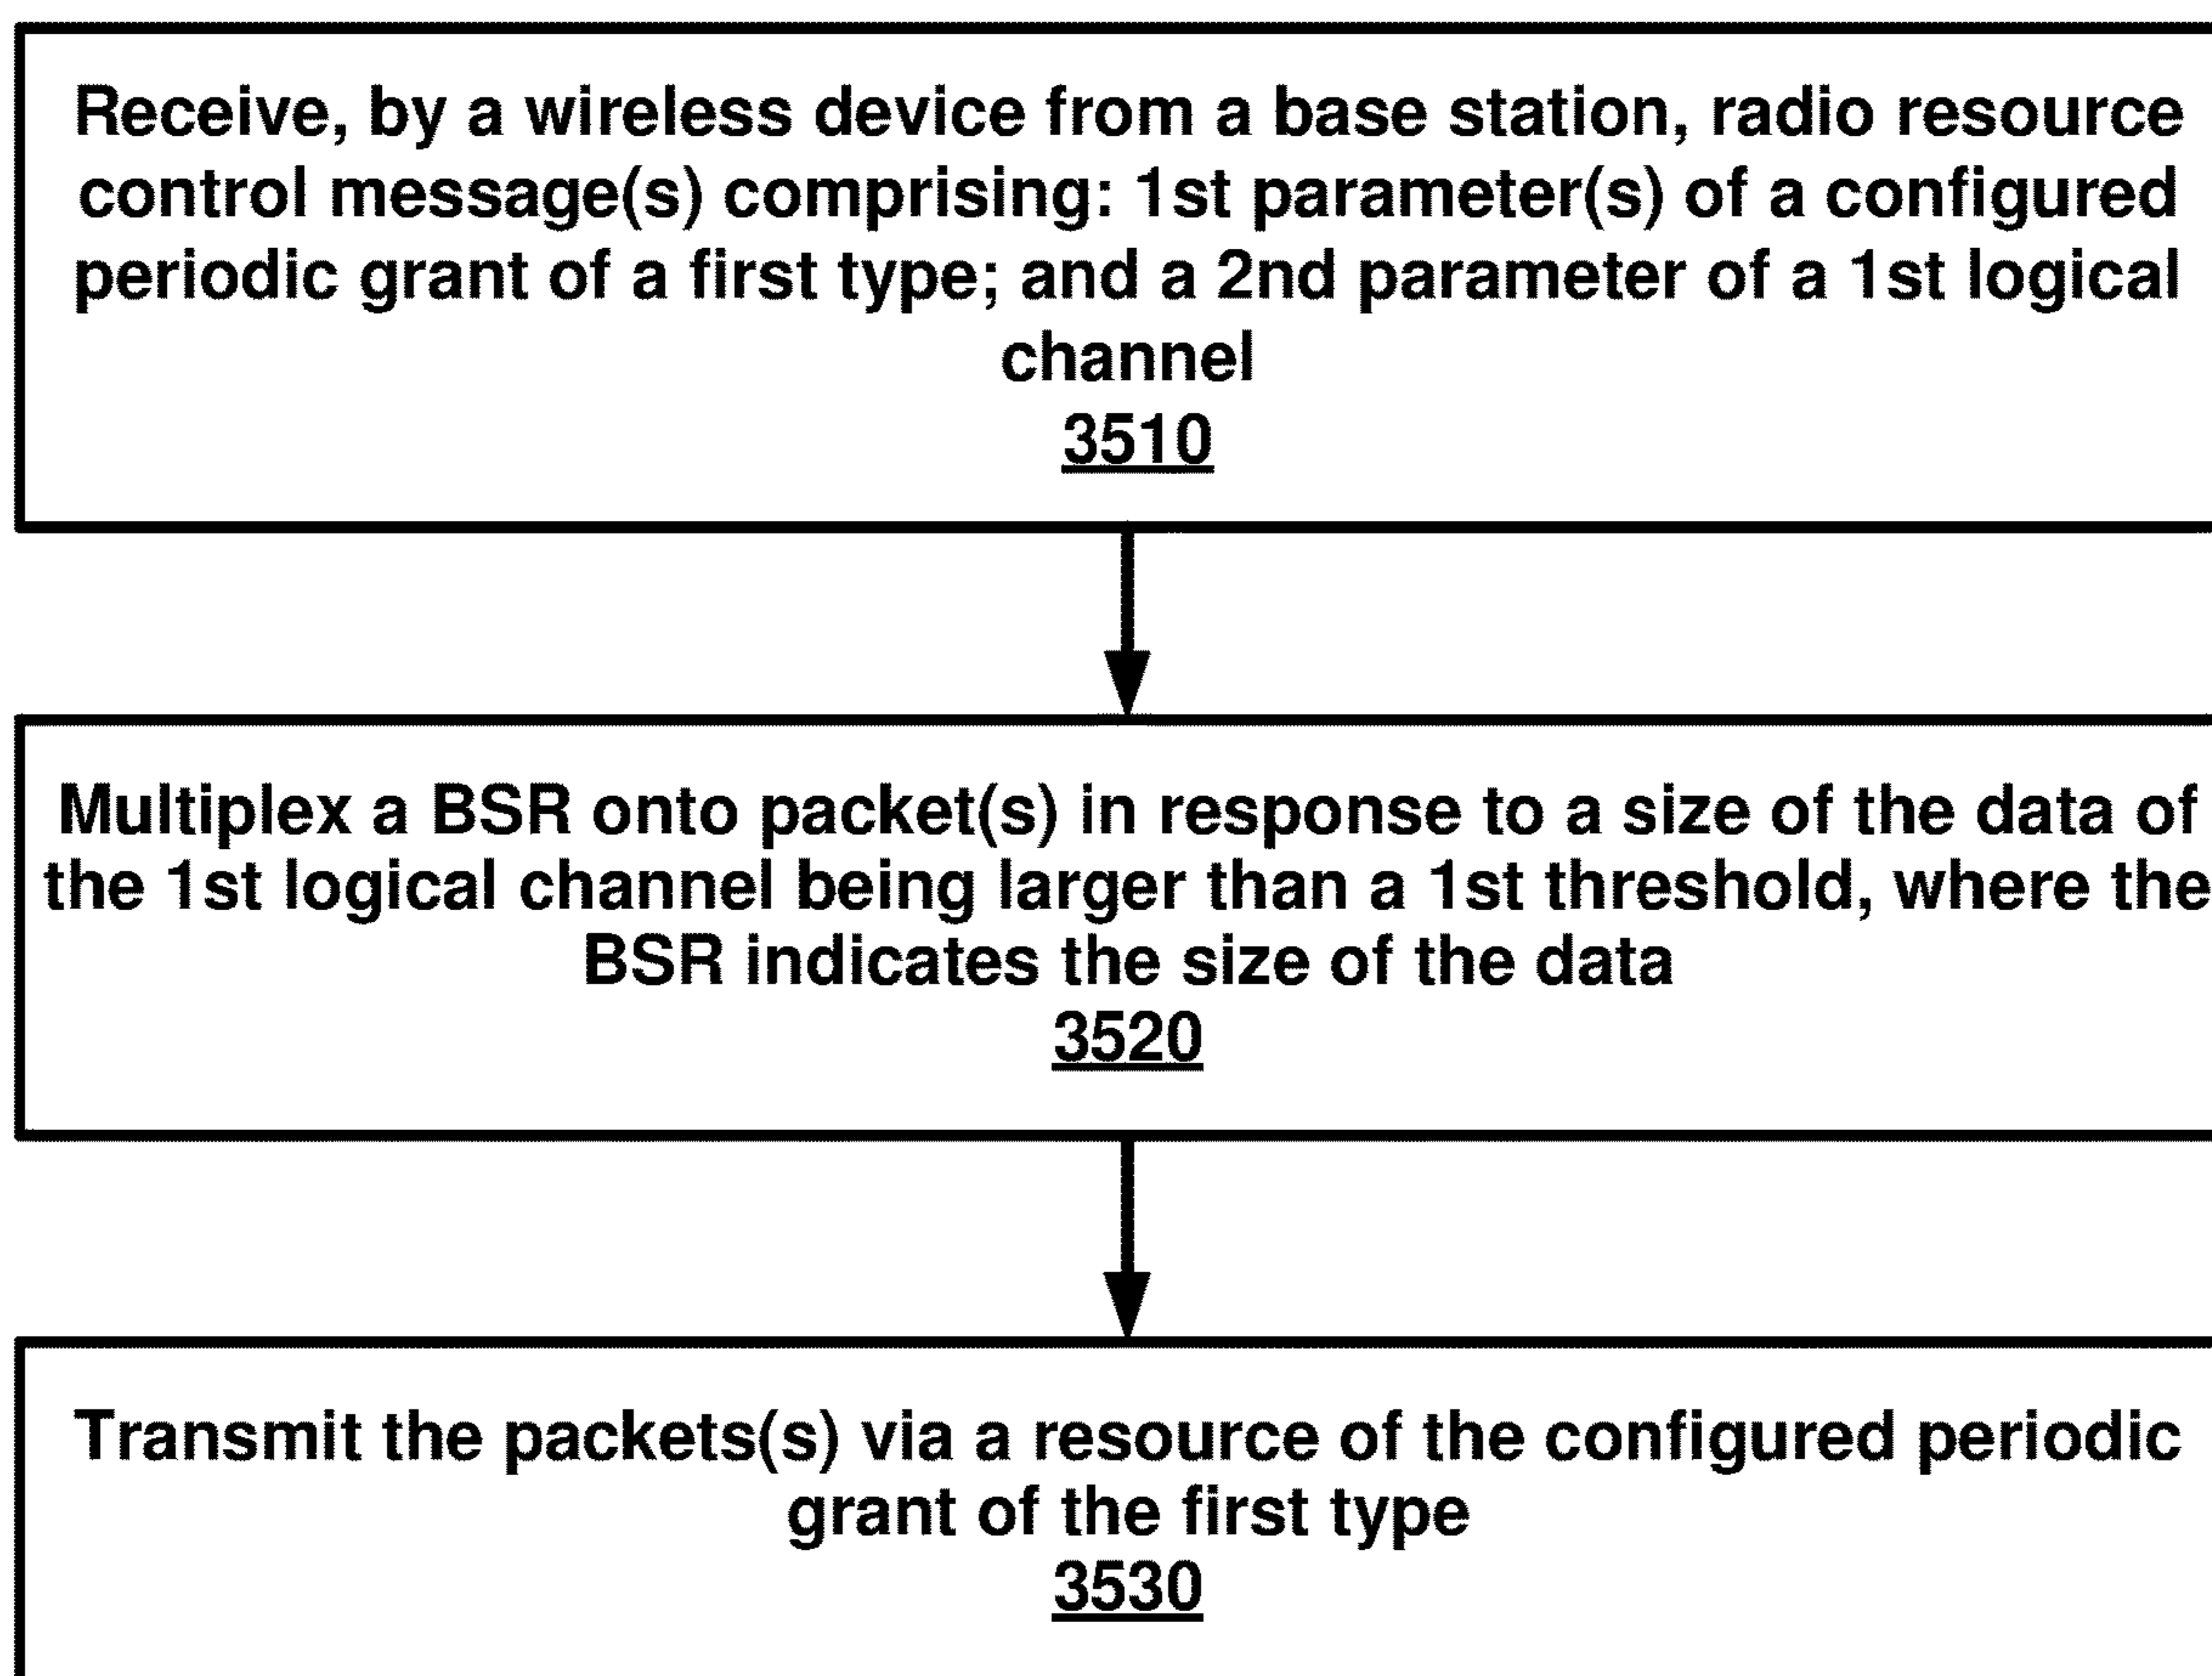 Receive, by a wireless device from a base station, radio resource
control message(s) comprising: 1st parameter(s) of a configured
periodic grant of a first type; and a 2nd parameter of a 1st logical
channel
3510
Multiplex a BSR onto packet(s) in response to a size of the data of
the 1st logical channel being larger than a 1st threshold, where the
BSR indicates the size of the data
3520
Transmit the packets(s) via a resource of the configured periodic
grant of the first type
3530